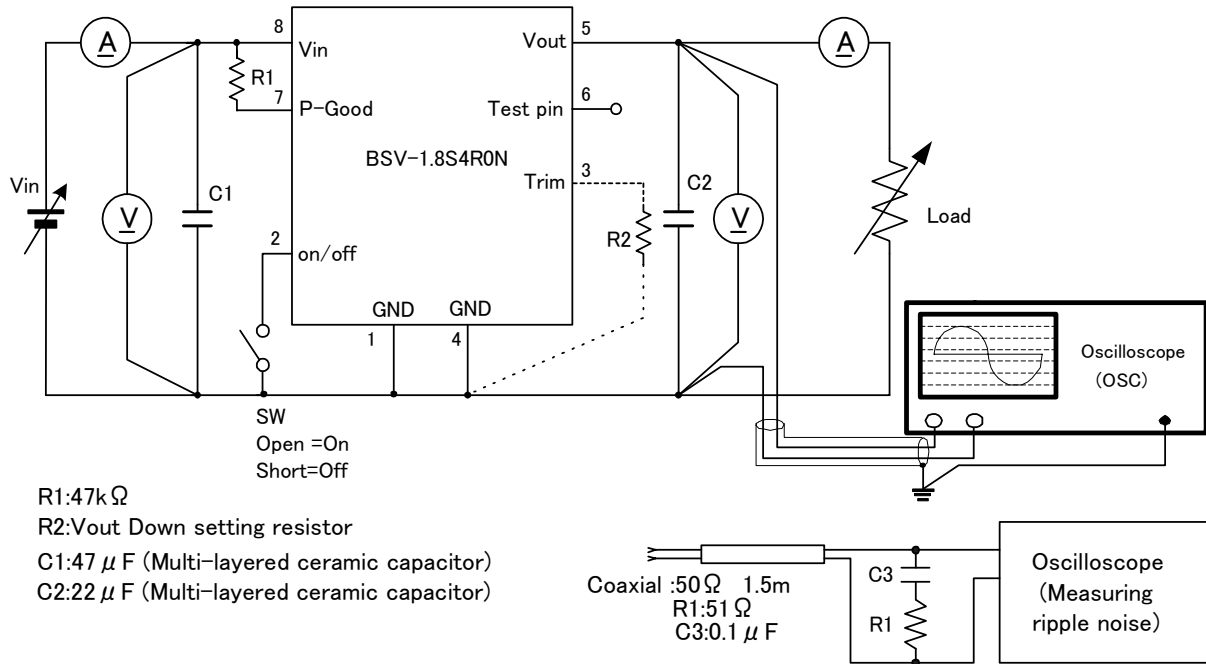 A
8
Vin
R1
7
P-Good
BSV-1.8S4R0N
Vout
5
Test pin
6
Trim
3
A
Vin
V
C1
2
on/off
GND
1
GND
4
R2
C2
V
Load
SW
Open =On
Short=Off
Oscilloscope
(OSC)
R1:47kΩ
R2:Vout Down setting resistor
C1:47 μF (Multi-layered ceramic capacitor)
C2:22 μF (Multi-layered ceramic capacitor)
Coaxial :50Ω 1.5m
R1:51 Ω
C3:0.1 μF
C3
R1
Oscilloscope
(Measuring
ripple noise)